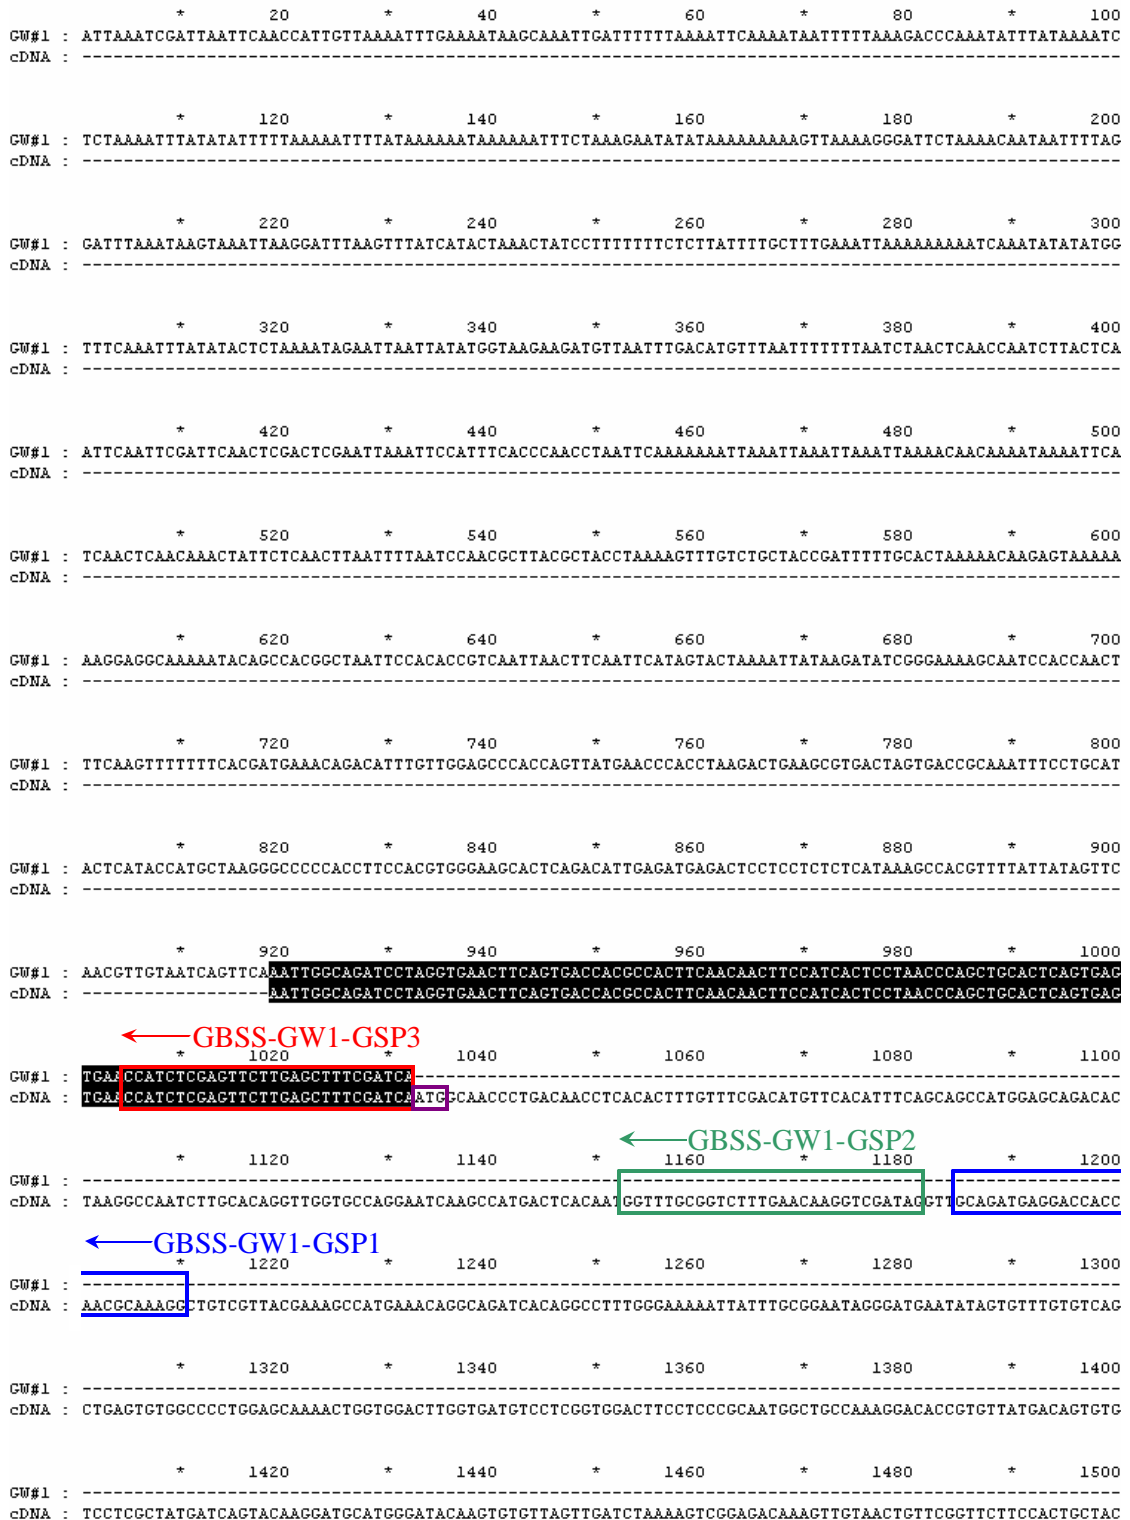 * 20 * 40 * 60 * 80 * 100
GW#1 : ATTAAATCGATTAATTCAACCATTGTTAAAATTTGAAAATAAGCAAATTGATTTTTTAAAATTCAAAATAATTTTTAAAGACCCAAATATTTATAAAATC
cDNA : ----------------------------------------------------------------------------------------------------
* 120 * 140 * 160 * 180 * 200
GW#1 : TCTAAAATTTATATATTTTTAAAAATTTTATAAAAAATAAAAAATTTCTAAAGAATATATAAAAAAAAAGTTAAAAGGGATTCTAAAACAATAATTTTAG
cDNA : ----------------------------------------------------------------------------------------------------
* 220 * 240 * 260 * 280 * 300
GW#1 : GATTTAAATAAGTAAATTAAGGATTTAAGTTTATCATACTAAACTATCCTTTTTTTCTCTTATTTTGCTTTGAAATTAAAAAAAAATCAAATATATATGG
cDNA : ----------------------------------------------------------------------------------------------------
* 320 * 340 * 360 * 380 * 400
GW#1 : TTTCAAATTTATATACTCTAAAATAGAATTAATTATATGGTAAGAAGATGTTAATTTGACATGTTTAATTTTTTTAATCTAACTCAACCAATCTTACTCA
cDNA : ----------------------------------------------------------------------------------------------------
* 420 * 440 * 460 * 480 * 500
GW#1 : ATTCAATTCGATTCAACTCGACTCGAATTAAATTCCATTTCACCCAACCTAATTCAAAAAAATTAAATTAAATTAAATTAAAACAACAAAATAAAATTCA
cDNA : ----------------------------------------------------------------------------------------------------
* 520 * 540 * 560 * 580 * 600
GW#1 : TCAACTCAACAAACTATTCTCAACTTAATTTTAATCCAACGCTTACGCTACCTAAAAGTTTGTCTGCTACCGATTTTTGCACTAAAAACAAGAGTAAAAA
cDNA : ----------------------------------------------------------------------------------------------------
* 620 * 640 * 660 * 680 * 700
GW#1 : AAGGAGGCAAAAATACAGCCACGGCTAATTCCACACCGTCAATTAACTTCAATTCATAGTACTAAAATTATAAGATATCGGGAAAAGCAATCCACCAACT
cDNA : ----------------------------------------------------------------------------------------------------
* 720 * 740 * 760 * 780 * 800
GW#1 : TTCAAGTTTTTTTCACGATGAAACAGACATTTGTTGGAGCCCACCAGTTATGAACCCACCTAAGACTGAAGCGTGACTAGTGACCGCAAATTTCCTGCAT
cDNA : ----------------------------------------------------------------------------------------------------
* 820 * 840 * 860 * 880 * 900
GW#1 : ACTCATACCATGCTAAGGGCCCCCACCTTCCACGTGGGAAGCACTCAGACATTGAGATGAGACTCCTCCTCTCTCATAAAGCCACGTTTTATTATAGTTC
cDNA : ----------------------------------------------------------------------------------------------------
* 920 * 940 * 960 * 980 * 1000
GW#1 : AACGTTGTAATCAGTTCAAATTGGCAGATCCTAGGTGAACTTCAGTGACCACGCCACTTCAACAACTTCCATCACTCCTAACCCAGCTGCACTCAGTGAG
cDNA : ------------------AATTGGCAGATCCTAGGTGAACTTCAGTGACCACGCCACTTCAACAACTTCCATCACTCCTAACCCAGCTGCACTCAGTGAG
GBSS-GW1-GSP3
* 1020 * 1040 * 1060 * 1080 * 1100
GW#1 : TGAACCATCTCGAGTTCTTGAGCTTTCGATCA--------------------------------------------------------------------
cDNA : TGAACCATCTCGAGTTCTTGAGCTTTCGATCAATGGCAACCCTGACAACCTCACACTTTGTTTCGACATGTTCACATTTCAGCAGCCATGGAGCAGACAC
GBSS-GW1-GSP2
* 1120 * 1140 * 1160 * 1180 * 1200
GW#1 : ----------------------------------------------------------------------------------------------------
cDNA : TAAGGCCAATCTTGCACAGGTTGGTGCCAGGAATCAAGCCATGACTCACAATGGTTTGCGGTCTTTGAACAAGGTCGATAGGTTGCAGATGAGGACCACC
GBSS-GW1-GSP1
* 1220 * 1240 * 1260 * 1280 * 1300
GW#1 : ----------------------------------------------------------------------------------------------------
cDNA : AACGCAAAGGCTGTCGTTACGAAAGCCATGAAACAGGCAGATCACAGGCCTTTGGGAAAAATTATTTGCGGAATAGGGATGAATATAGTGTTTGTGTCAG
* 1320 * 1340 * 1360 * 1380 * 1400
GW#1 : ----------------------------------------------------------------------------------------------------
cDNA : CTGAGTGTGGCCCCTGGAGCAAAACTGGTGGACTTGGTGATGTCCTCGGTGGACTTCCTCCCGCAATGGCTGCCAAAGGACACCGTGTTATGACAGTGTG
* 1420 * 1440 * 1460 * 1480 * 1500
GW#1 : ----------------------------------------------------------------------------------------------------
cDNA : TCCTCGCTATGATCAGTACAAGGATGCATGGGATACAAGTGTGTTAGTTGATCTAAAAGTCGGAGACAAAGTTGTAACTGTTCGGTTCTTCCACTGCTAC